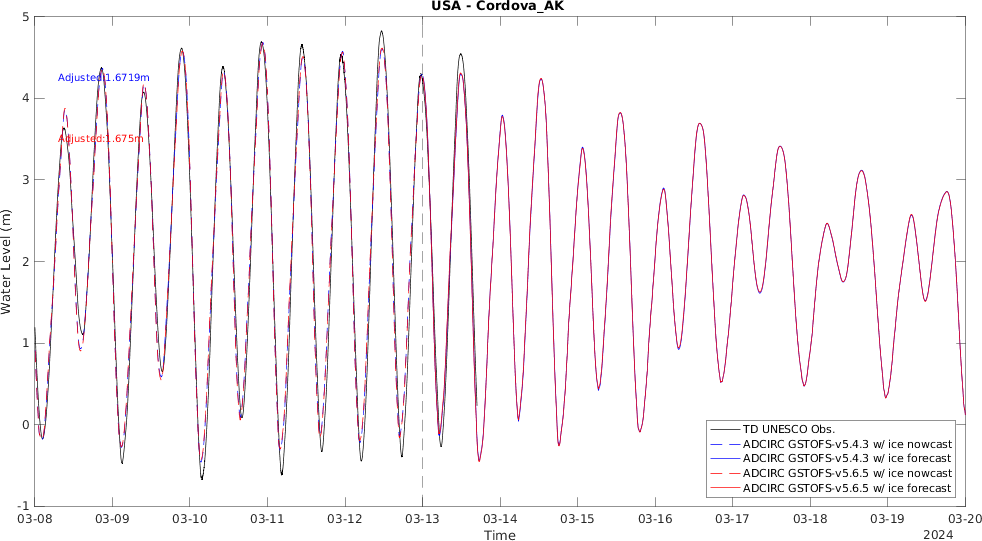 USA - Cordova_AK
5
4
3
2
1
0
-1
Water Level (m)
Adjusted:1.6719m
Adjusted:1.675m
TD UNESCO Obs.
ADCIRC GSTOFS-v5.4.3 w/ ice nowcast
ADCIRC GSTOFS-v5.4.3 w/ ice forecast
ADCIRC GSTOFS-v5.6.5 w/ ice nowcast
ADCIRC GSTOFS-v5.6.5 w/ ice forecast
03-08 03-09 03-10 03-11 03-12 03-13 03-14 03-15 03-16 03-17 03-18 03-19 03-20
Time
2024